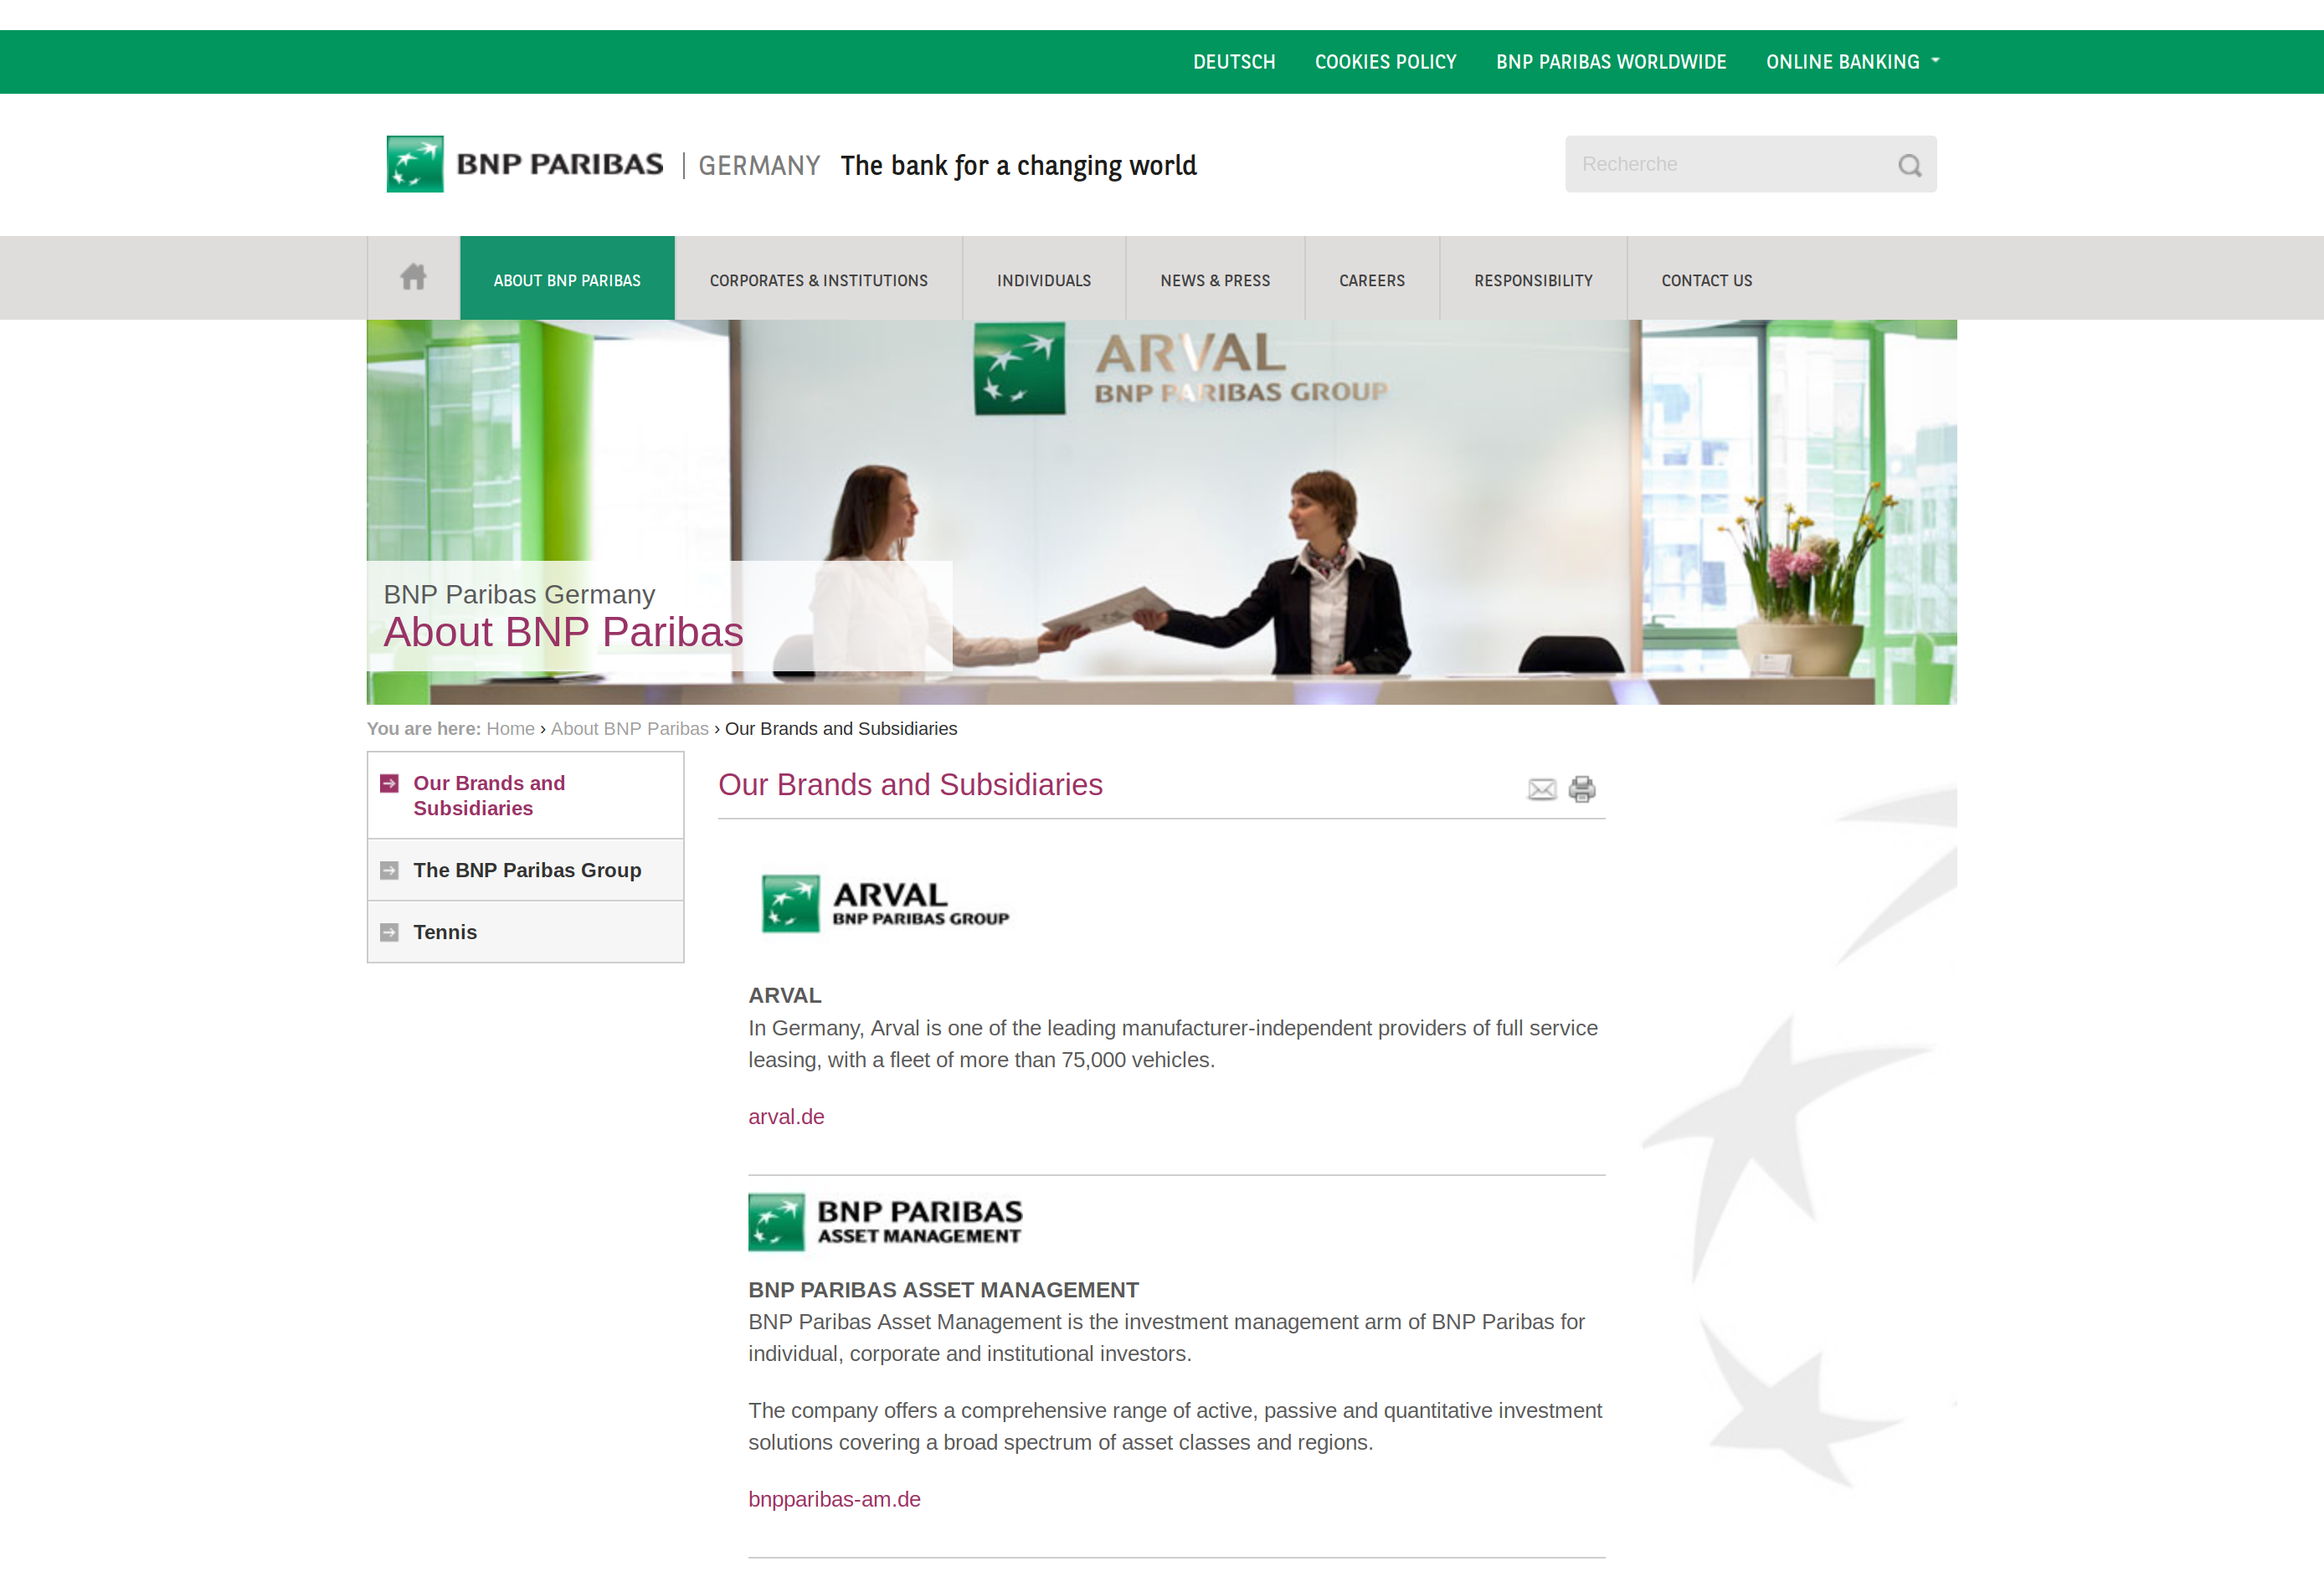 DEUTSCH COOKIES POLICY BNP PARIBAS WORLDWIDE ONLINE BANKING
BNP PARIBAS GERMANY The bank for a changing world
Recherche
ABOUT BNP PARIBAS CORPORATES & INSTITUTIONS INDIVIDUALS NEWS & PRESS CAREERS RESPONSIBILITY CONTACT US
ARVAL
BNP PARIBAS GROUP
BNP Paribas Germany
About BNP Paribas
You are here: Home › About BNP Paribas › Our Brands and Subsidiaries
Our Brands and
Subsidiaries
The BNP Paribas Group
Tennis
Our Brands and Subsidiaries
ARVAL
BNP PARIBAS GROUP
ARVAL
In Germany, Arval is one of the leading manufacturer-independent providers of full service
leasing, with a fleet of more than 75,000 vehicles.
arval.de
BNP PARIBAS
ASSET MANAGEMENT
BNP PARIBAS ASSET MANAGEMENT
BNP Paribas Asset Management is the investment management arm of BNP Paribas for
individual, corporate and institutional investors.
The company offers a comprehensive range of active, passive and quantitative investment
solutions covering a broad spectrum of asset classes and regions.
bnpparibas-am.de